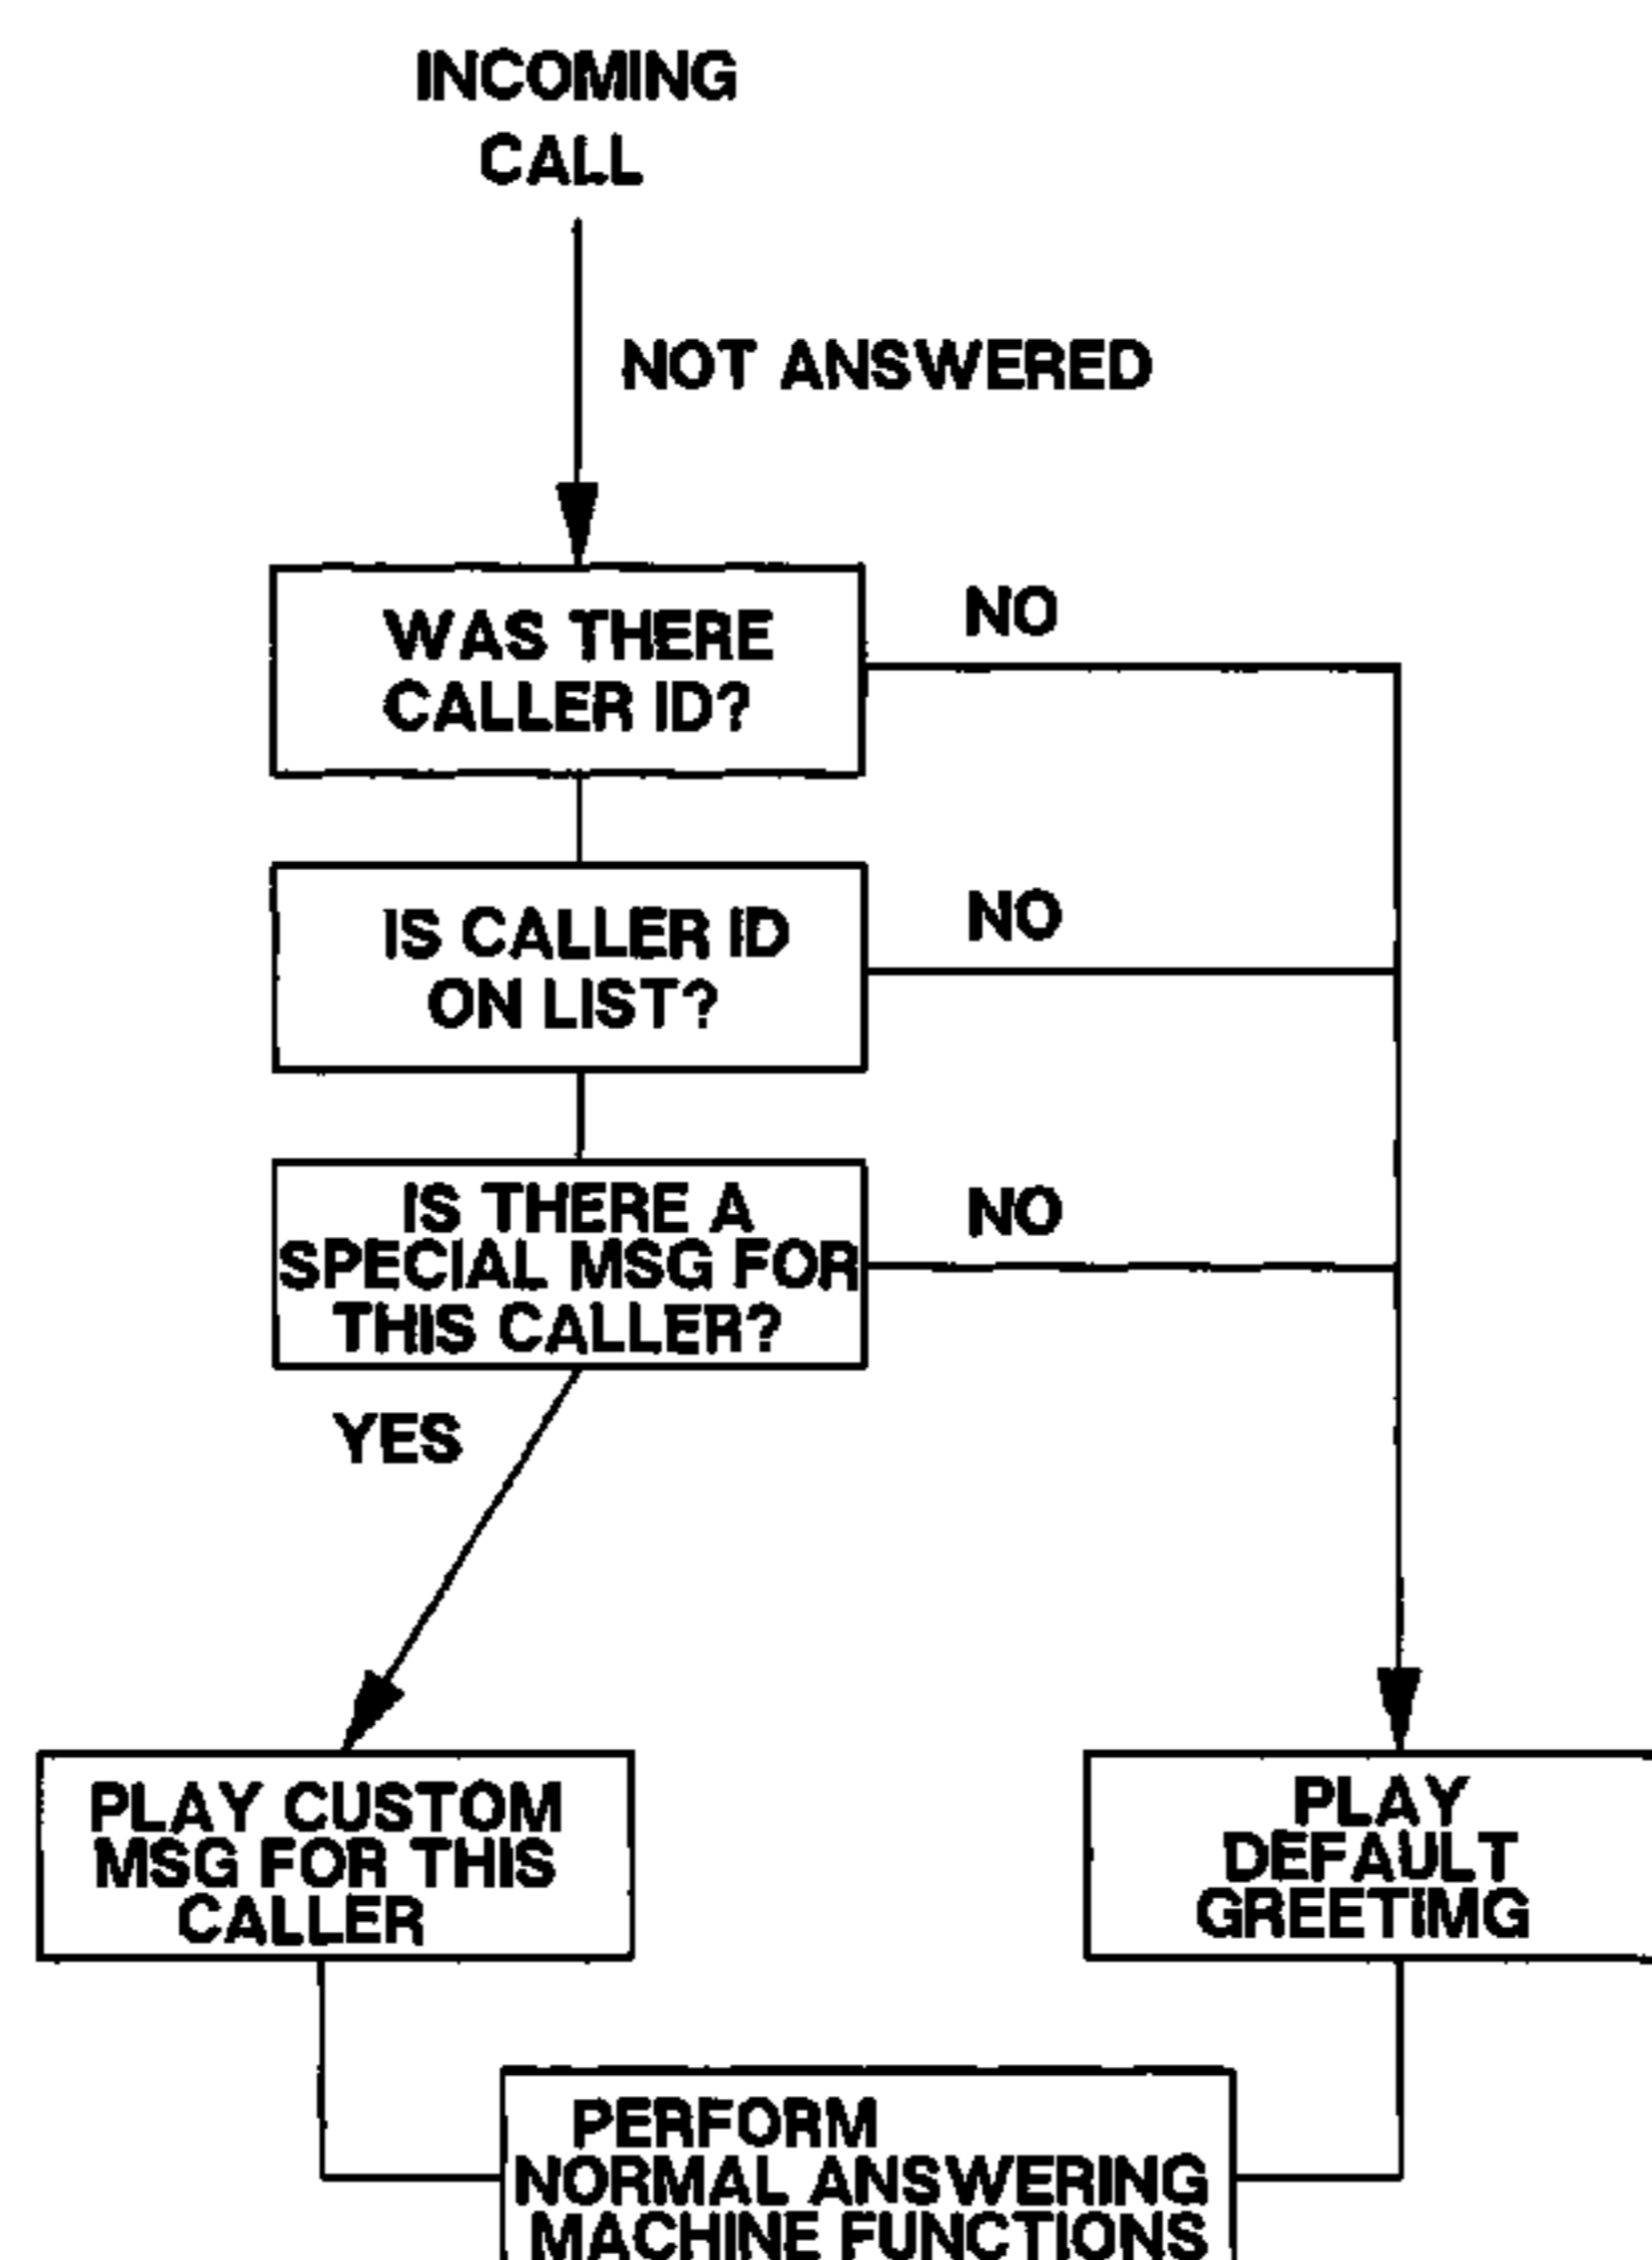 INCOMING
CALL
NOT ANSWERED
WAS THERE
CALLER ID?
NO
IS CALLER ID
ON LIST?
NO
IS THERE A
SPECIAL MSG FOR
THIS CALLER?
NO
YES
PLAY CUSTOM
MSG FOR THIS
CALLER
PLAY
DEFAULT
GREETIMG
PERFORM
NORMAL ANSWERING
MACHINE FUNCTIONS